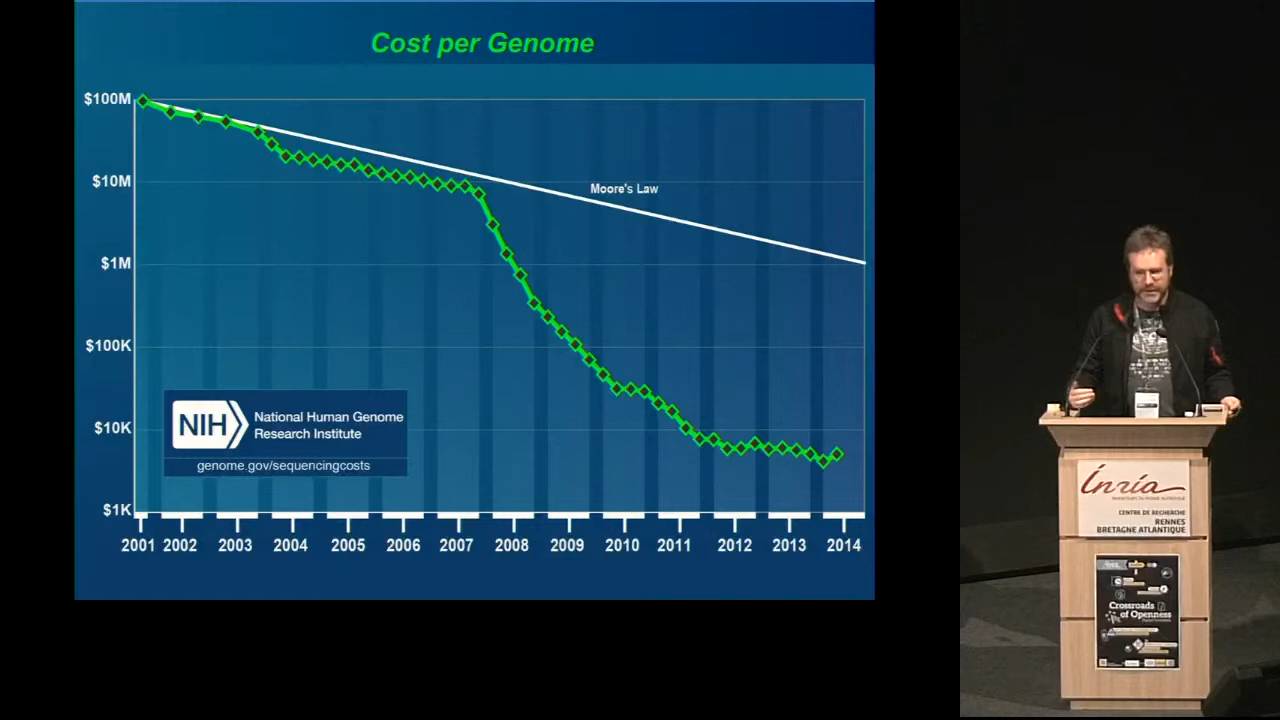 Cost per Genome
$100M
$10M
$1M
$100K
$10K
$1K
Moore's Law
NIH
National Human Genome
Research Institute
genome.gov/sequencingcosts
2001 2002 2003 2004 2005 2006 2007 2008 2009 2010 2011 2012 2013 2014
Inria
CENTRE DE RECHERCHE
RENNES
BRETAGNE ATLANTIQUE
Crossroads
of Openness